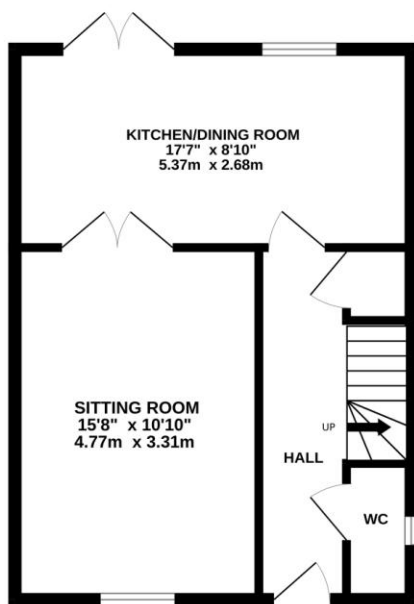 KITCHEN/DINING ROOM
17'7" x 8'10"
5.37m x 2.68m
SITTING ROOM
15'8" x 10'10"
4.77m x 3.31m
UP
HALL
WC